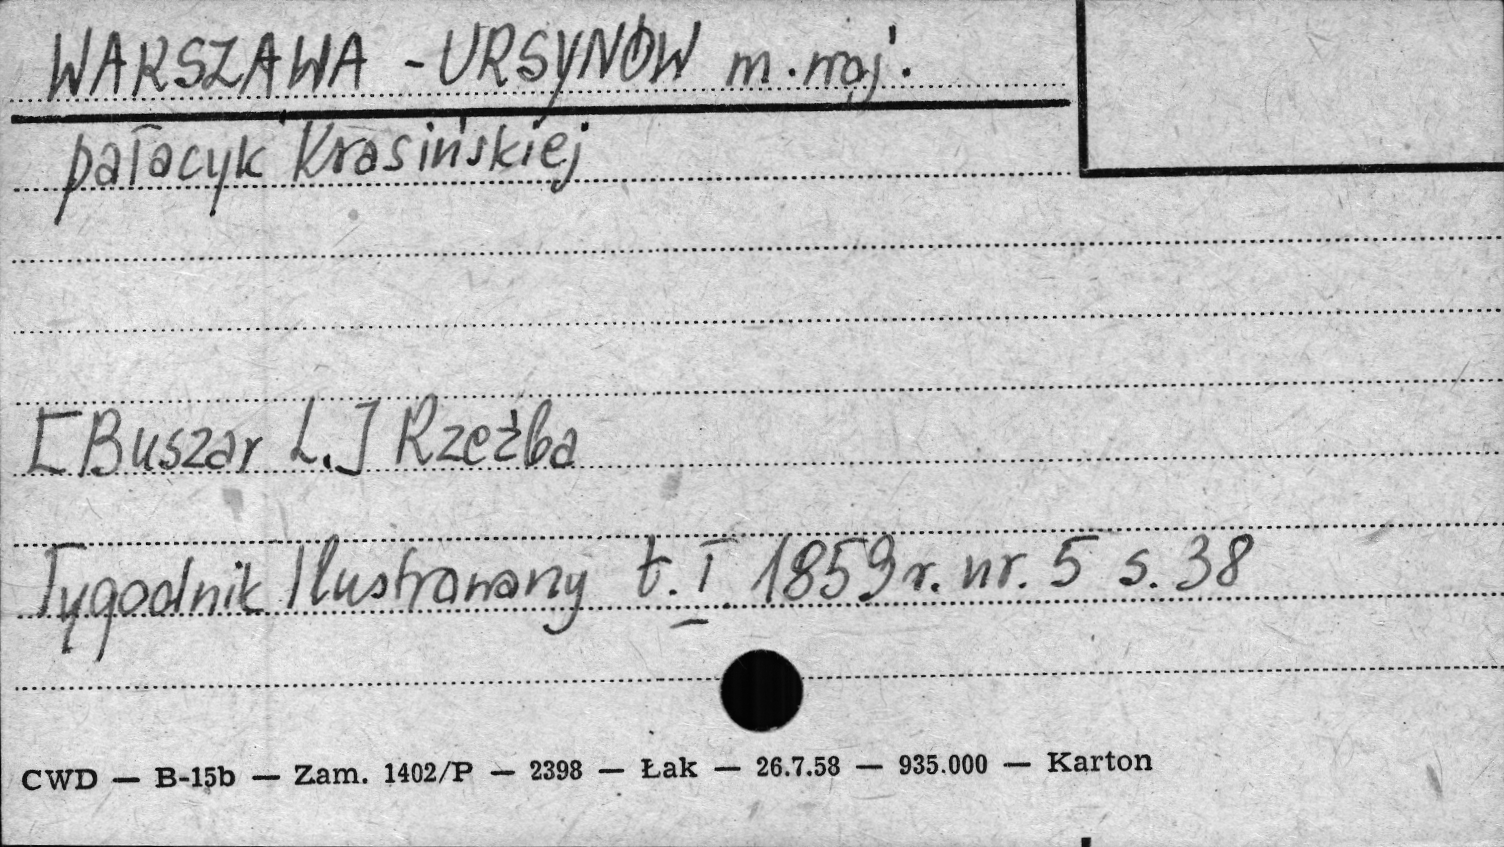 WARSZAWA - URSYNÓW m. maj.
pałacyk Krasińskiej
[Buszar L.] Rzeźba
Tygodnik Ilustrowany t. I 1859 r. nr. 5 s. 38
CWD — B-15b — Zam. 1402/P — 2398 — Łak — 26.7.58 — 935.000 — Karton